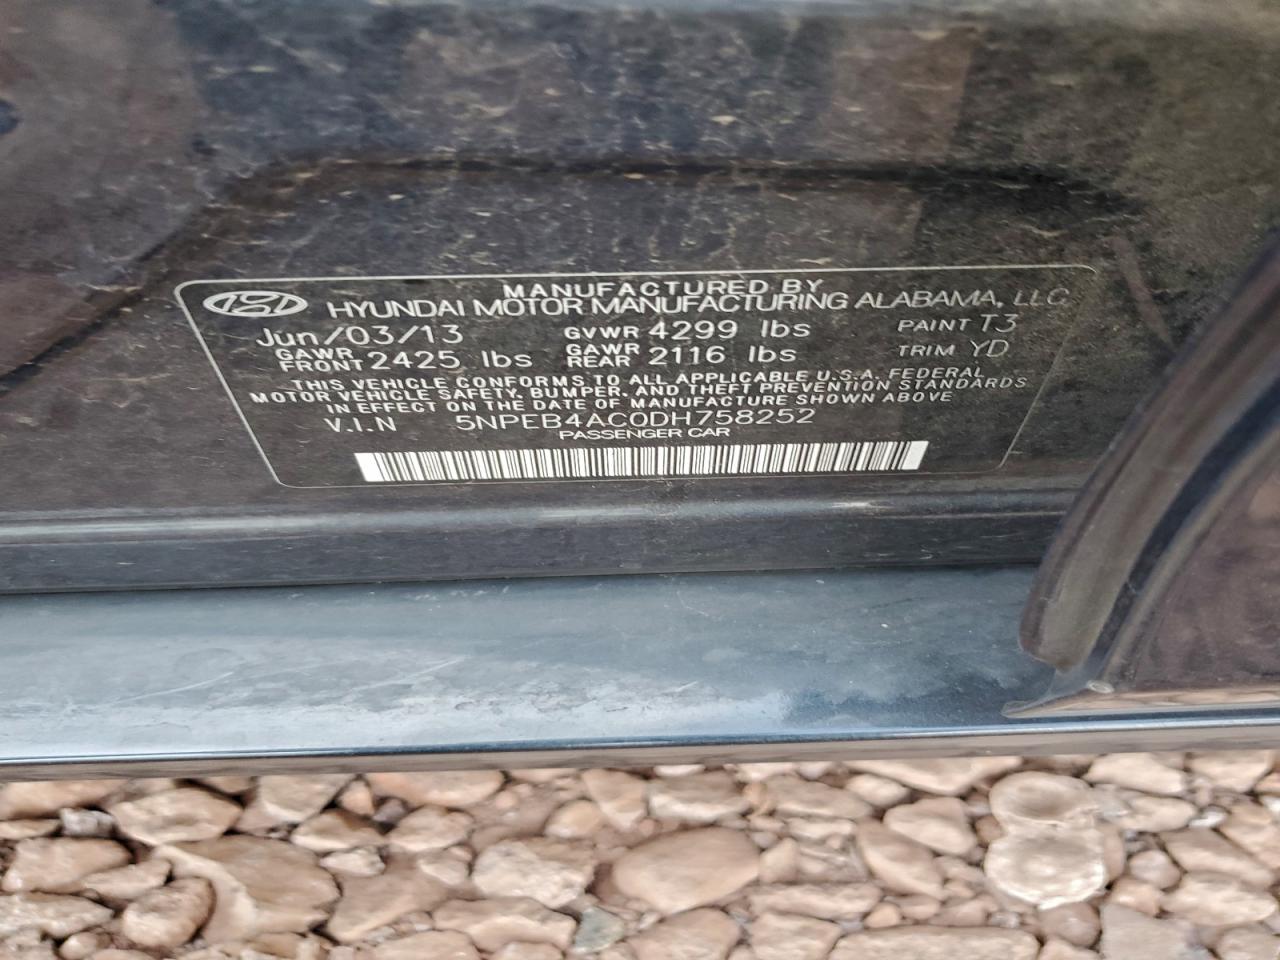 MANUFACTURED BY
HYUNDAI MOTOR MANUFACTURING ALABAMA, LLC
Jun/03/13 GVWR 4299 lbs PAINT T3
GAWR FRONT 2425 lbs GAWR REAR 2116 lbs TRIM YD
THIS VEHICLE CONFORMS TO ALL APPLICABLE U.S.A. FEDERAL
MOTOR VEHICLE SAFETY, BUMPER, AND THEFT PREVENTION STANDARDS
IN EFFECT ON THE DATE OF MANUFACTURE SHOWN ABOVE
V.I.N 5NPEB4AC0DH758252
PASSENGER CAR